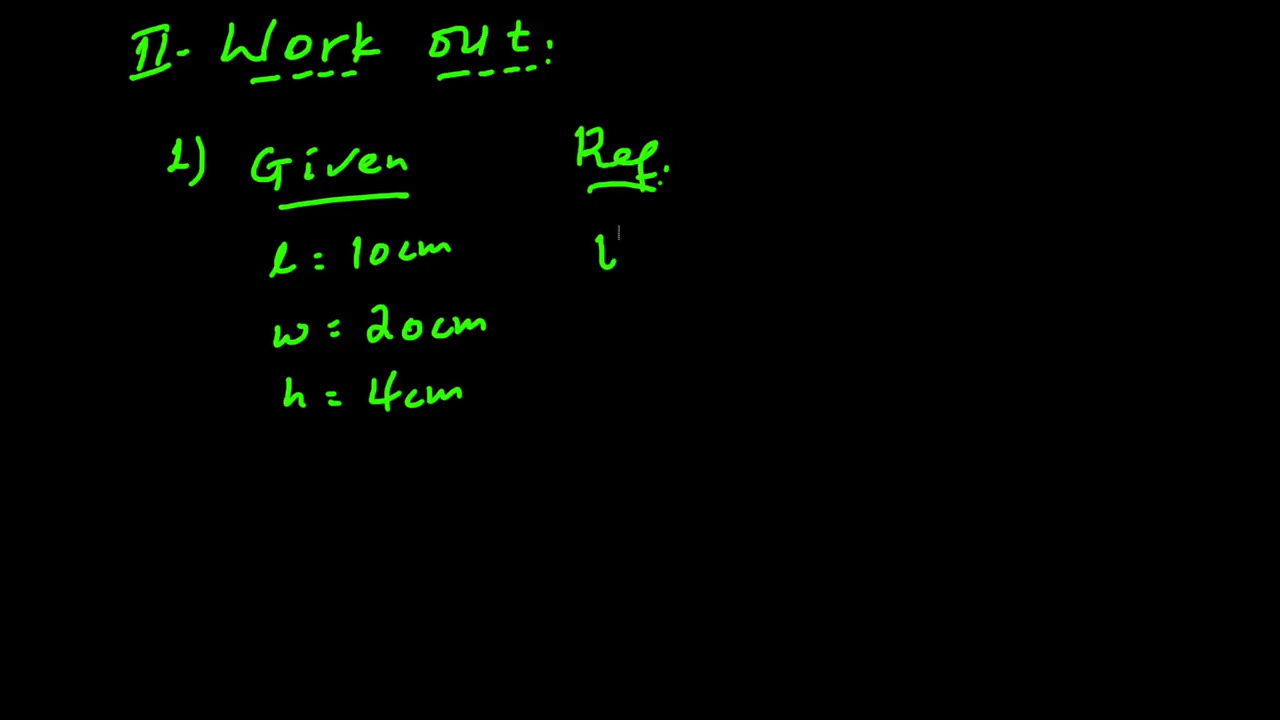 II- Work out:
1) Given Ref.:
l = 10cm l
w = 20cm
h = 4cm